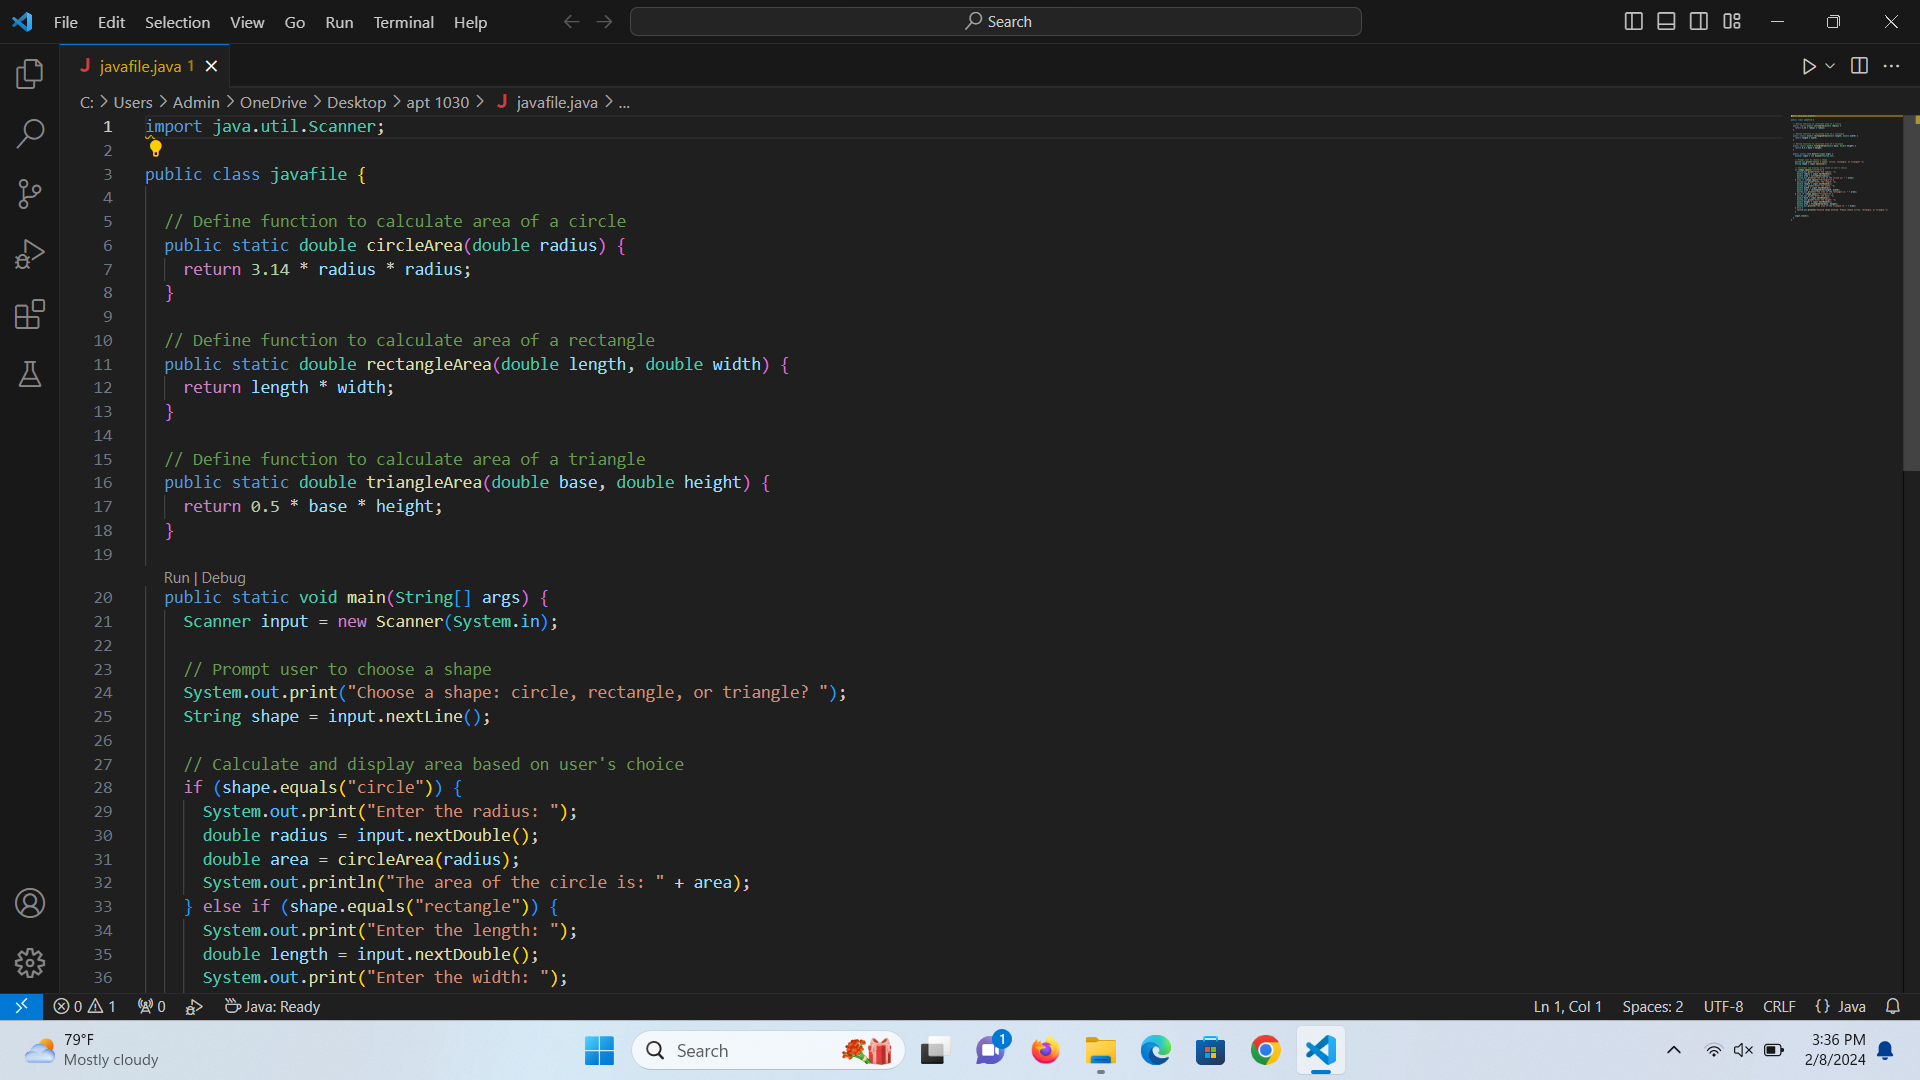 File Edit Selection View Go Run Terminal Help Search
javafile.java 1
C: > Users > Admin > OneDrive > Desktop > apt 1030 > J javafile.java > ...
1 import java.util.Scanner;
2
3 public class javafile {
4
5 // Define function to calculate area of a circle
6 public static double circleArea(double radius) {
7 return 3.14 * radius * radius;
8 }
9
10 // Define function to calculate area of a rectangle
11 public static double rectangleArea(double length, double width) {
12 return length * width;
13 }
14
15 // Define function to calculate area of a triangle
16 public static double triangleArea(double base, double height) {
17 return 0.5 * base * height;
18 }
19
Run | Debug
20 public static void main(String[] args) {
21 Scanner input = new Scanner(System.in);
22
23 // Prompt user to choose a shape
24 System.out.print("Choose a shape: circle, rectangle, or triangle? ");
25 String shape = input.nextLine();
26
27 // Calculate and display area based on user's choice
28 if (shape.equals("circle")) {
29 System.out.print("Enter the radius: ");
30 double radius = input.nextDouble();
31 double area = circleArea(radius);
32 System.out.println("The area of the circle is: " + area);
33 } else if (shape.equals("rectangle")) {
34 System.out.print("Enter the length: ");
35 double length = input.nextDouble();
36 System.out.print("Enter the width: ");
0 1 0 Java: Ready Ln 1, Col 1 Spaces: 2 UTF-8 CRLF {} Java
79°F
Mostly cloudy
Search
1
3:36 PM
2/8/2024